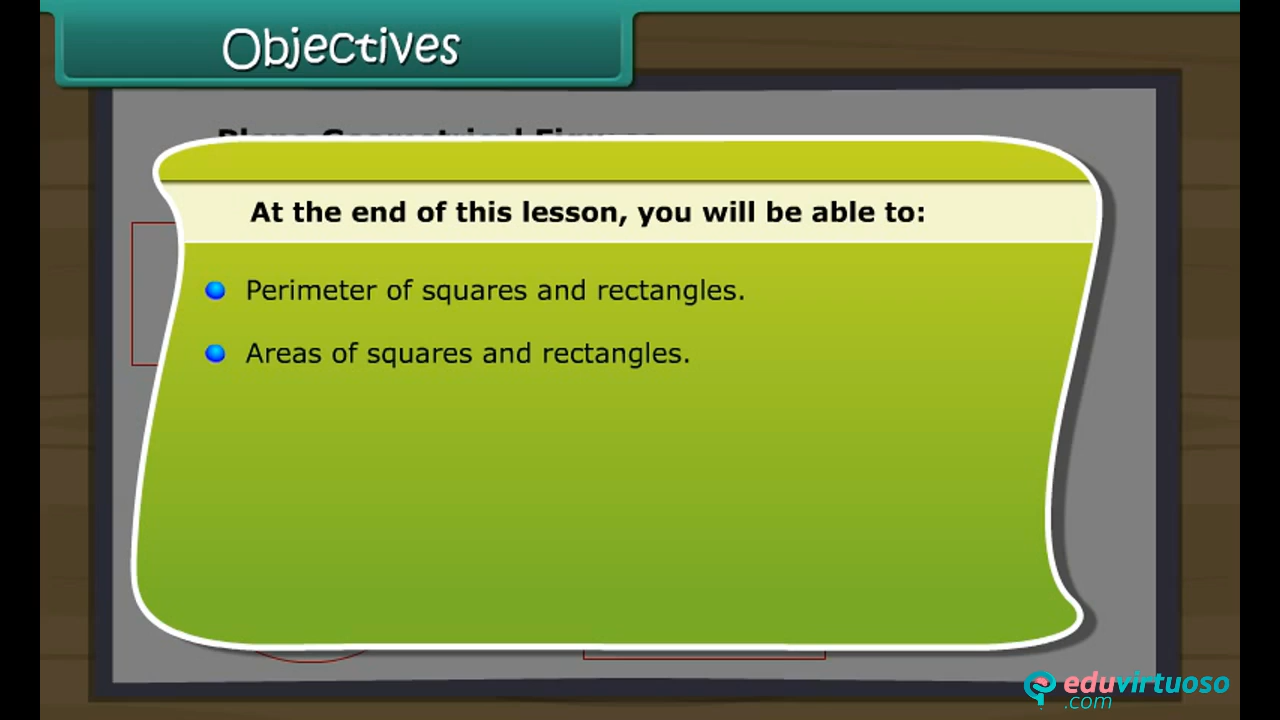 Objectives
At the end of this lesson, you will be able to:
Perimeter of squares and rectangles.
Areas of squares and rectangles.
eduvirtuoso
.com